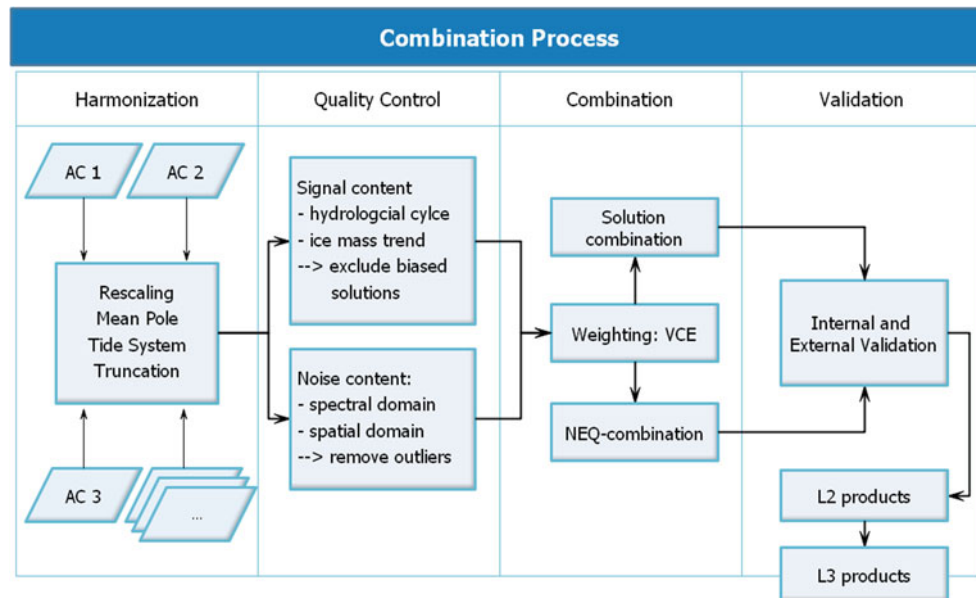 Combination Process
Harmonization
Quality Control
Combination
Validation
AC 1
AC 2
Rescaling
Mean Pole
Tide System
Truncation
AC 3
...
Signal content
- hydrologcial cylce
- ice mass trend
--> exclude biased
solutions
Noise content:
- spectral domain
- spatial domain
--> remove outliers
Solution
combination
Weighting: VCE
NEQ-combination
Internal and
External Validation
L2 products
L3 products